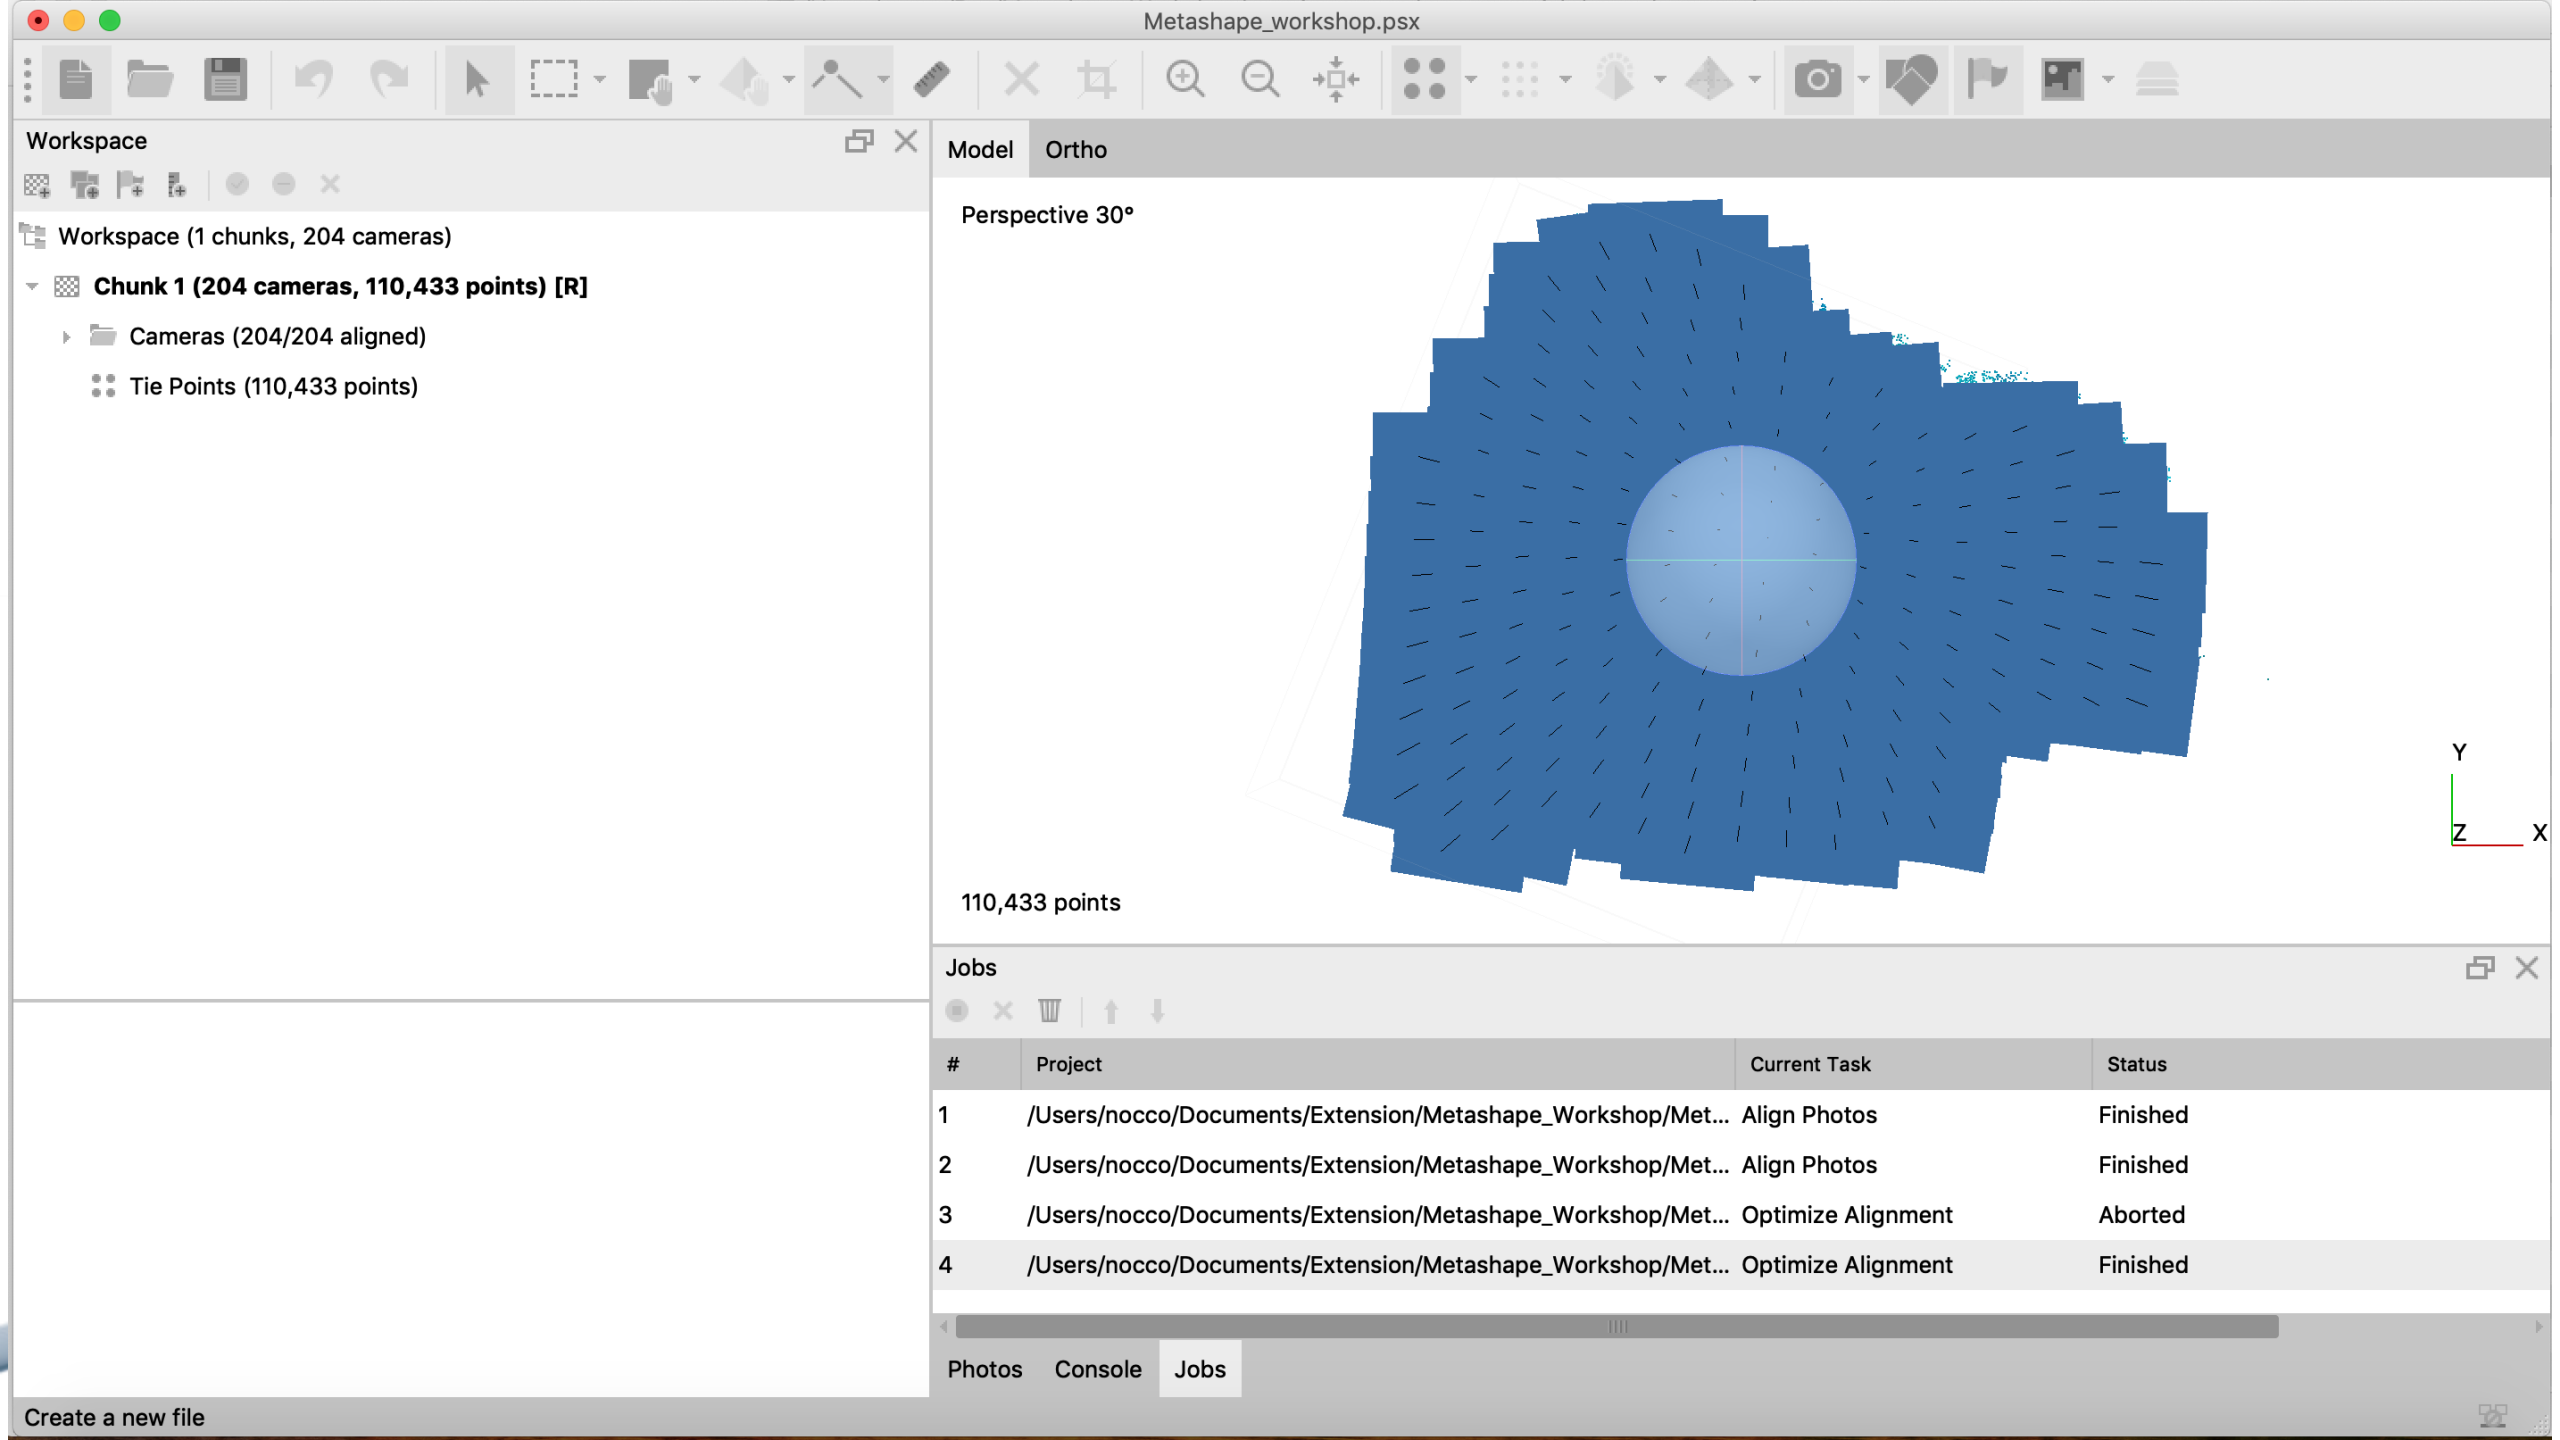 Metashape_workshop.psx
Workspace
Workspace (1 chunks, 204 cameras)
Chunk 1 (204 cameras, 110,433 points) [R]
Cameras (204/204 aligned)
Tie Points (110,433 points)
Model Ortho
Perspective 30°
Y
Z X
110,433 points
Jobs
# Project Current Task Status
1 /Users/nocco/Documents/Extension/Metashape_Workshop/Met... Align Photos Finished
2 /Users/nocco/Documents/Extension/Metashape_Workshop/Met... Align Photos Finished
3 /Users/nocco/Documents/Extension/Metashape_Workshop/Met... Optimize Alignment Aborted
4 /Users/nocco/Documents/Extension/Metashape_Workshop/Met... Optimize Alignment Finished
Photos Console Jobs
Create a new file